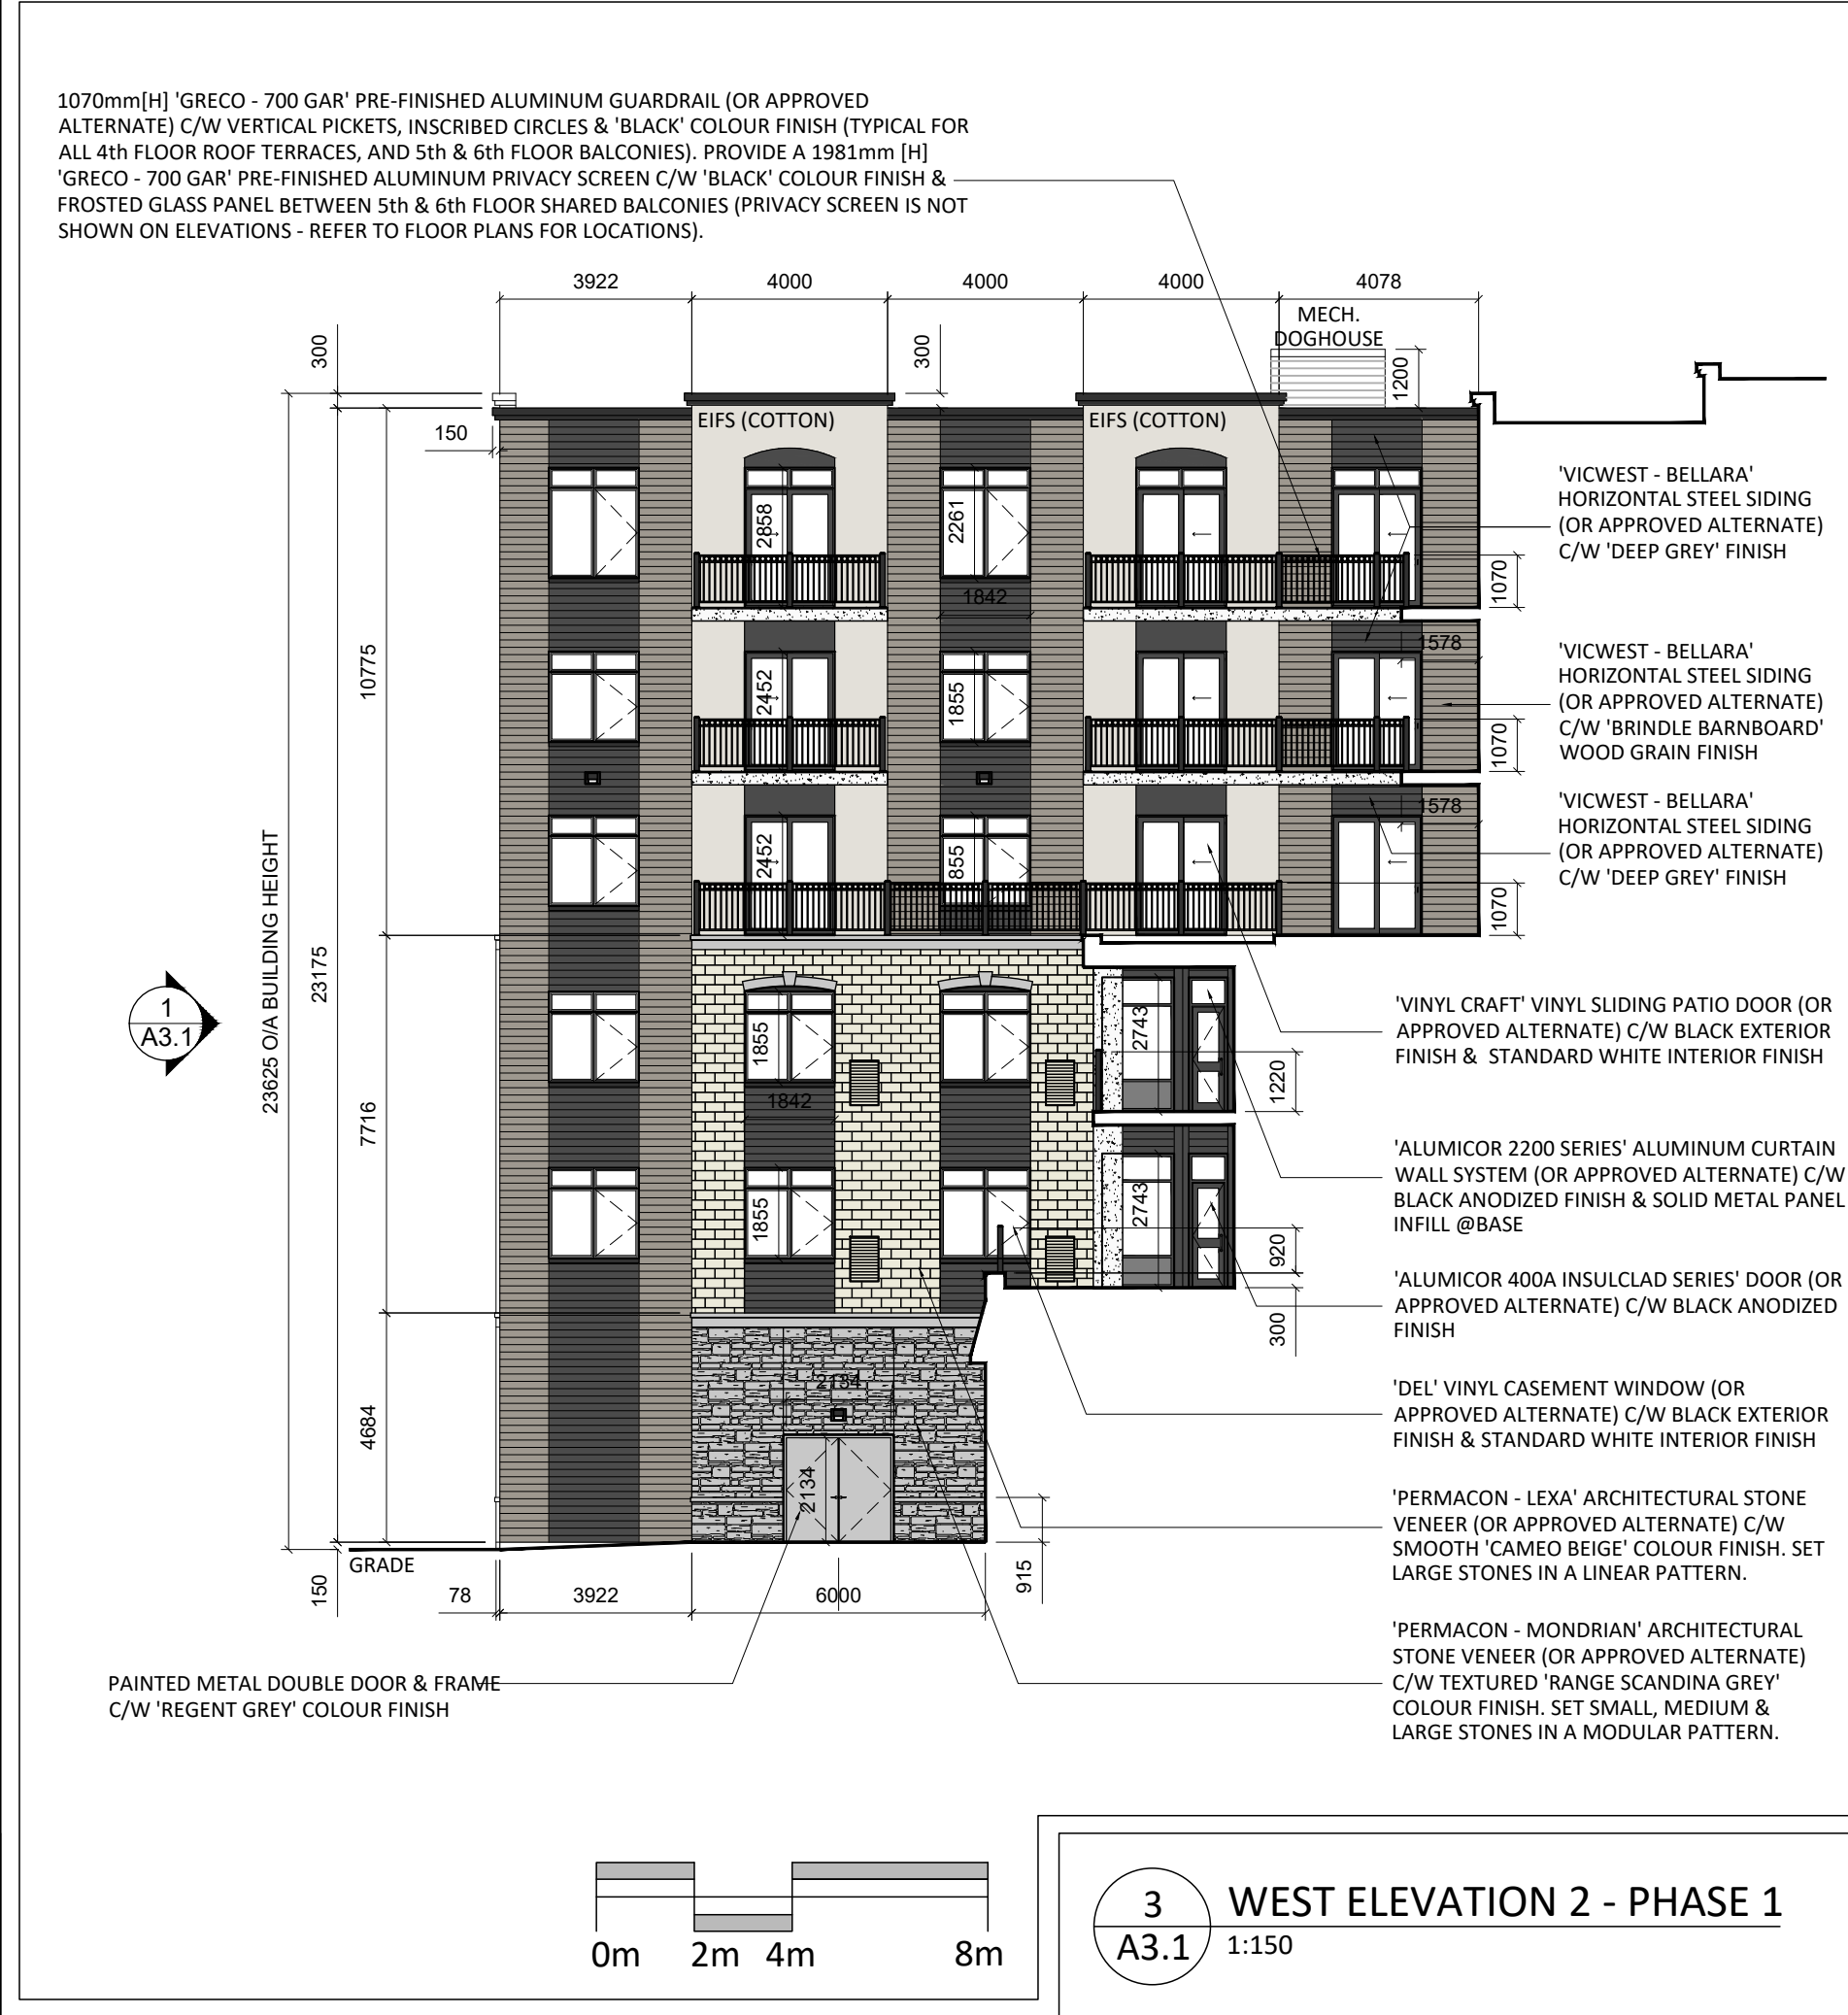 1070mm[H] 'GRECO - 700 GAR' PRE-FINISHED ALUMINUM GUARDRAIL (OR APPROVED
ALTERNATE) C/W VERTICAL PICKETS, INSCRIBED CIRCLES & 'BLACK' COLOUR FINISH (TYPICAL FOR
ALL 4th FLOOR ROOF TERRACES, AND 5th & 6th FLOOR BALCONIES). PROVIDE A 1981mm [H]
'GRECO - 700 GAR' PRE-FINISHED ALUMINUM PRIVACY SCREEN C/W 'BLACK' COLOUR FINISH &
FROSTED GLASS PANEL BETWEEN 5th & 6th FLOOR SHARED BALCONIES (PRIVACY SCREEN IS NOT
SHOWN ON ELEVATIONS - REFER TO FLOOR PLANS FOR LOCATIONS).
3922
4000
4000
4000
4078
MECH.
DOGHOUSE
300
300
1200
EIFS (COTTON)
EIFS (COTTON)
150
2858
2261
1842
1070
'VICWEST - BELLARA'
HORIZONTAL STEEL SIDING
(OR APPROVED ALTERNATE)
C/W 'DEEP GREY' FINISH
10775
2452
1855
1578
1070
'VICWEST - BELLARA'
HORIZONTAL STEEL SIDING
(OR APPROVED ALTERNATE)
C/W 'BRINDLE BARNBOARD'
WOOD GRAIN FINISH
2452
855
1578
1070
'VICWEST - BELLARA'
HORIZONTAL STEEL SIDING
(OR APPROVED ALTERNATE)
C/W 'DEEP GREY' FINISH
23625 O/A BUILDING HEIGHT
23175
1
A3.1
7716
1855
1842
2743
1220
'VINYL CRAFT' VINYL SLIDING PATIO DOOR (OR
APPROVED ALTERNATE) C/W BLACK EXTERIOR
FINISH & STANDARD WHITE INTERIOR FINISH
1855
2743
920
300
'ALUMICOR 2200 SERIES' ALUMINUM CURTAIN
WALL SYSTEM (OR APPROVED ALTERNATE) C/W
BLACK ANODIZED FINISH & SOLID METAL PANEL
INFILL @BASE
'ALUMICOR 400A INSULCLAD SERIES' DOOR (OR
APPROVED ALTERNATE) C/W BLACK ANODIZED
FINISH
4684
2134
2134
'DEL' VINYL CASEMENT WINDOW (OR
APPROVED ALTERNATE) C/W BLACK EXTERIOR
FINISH & STANDARD WHITE INTERIOR FINISH
'PERMACON - LEXA' ARCHITECTURAL STONE
VENEER (OR APPROVED ALTERNATE) C/W
SMOOTH 'CAMEO BEIGE' COLOUR FINISH. SET
LARGE STONES IN A LINEAR PATTERN.
GRADE
150
78
3922
6000
915
'PERMACON - MONDRIAN' ARCHITECTURAL
STONE VENEER (OR APPROVED ALTERNATE)
C/W TEXTURED 'RANGE SCANDINA GREY'
COLOUR FINISH. SET SMALL, MEDIUM &
LARGE STONES IN A MODULAR PATTERN.
PAINTED METAL DOUBLE DOOR & FRAME
C/W 'REGENT GREY' COLOUR FINISH
0m 2m 4m 8m
3
A3.1
WEST ELEVATION 2 - PHASE 1
1:150